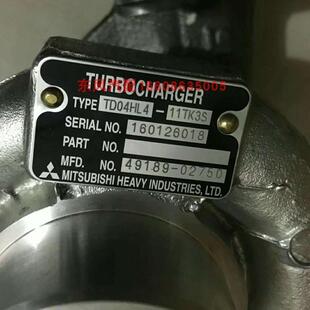 TURBOCHARGER
TYPE TD04HL4 - 11TK3S
SERIAL NO. 160126018
PART NO.
MFD. NO. 49189-02750
MITSUBISHI HEAVY INDUSTRIES, LTD.